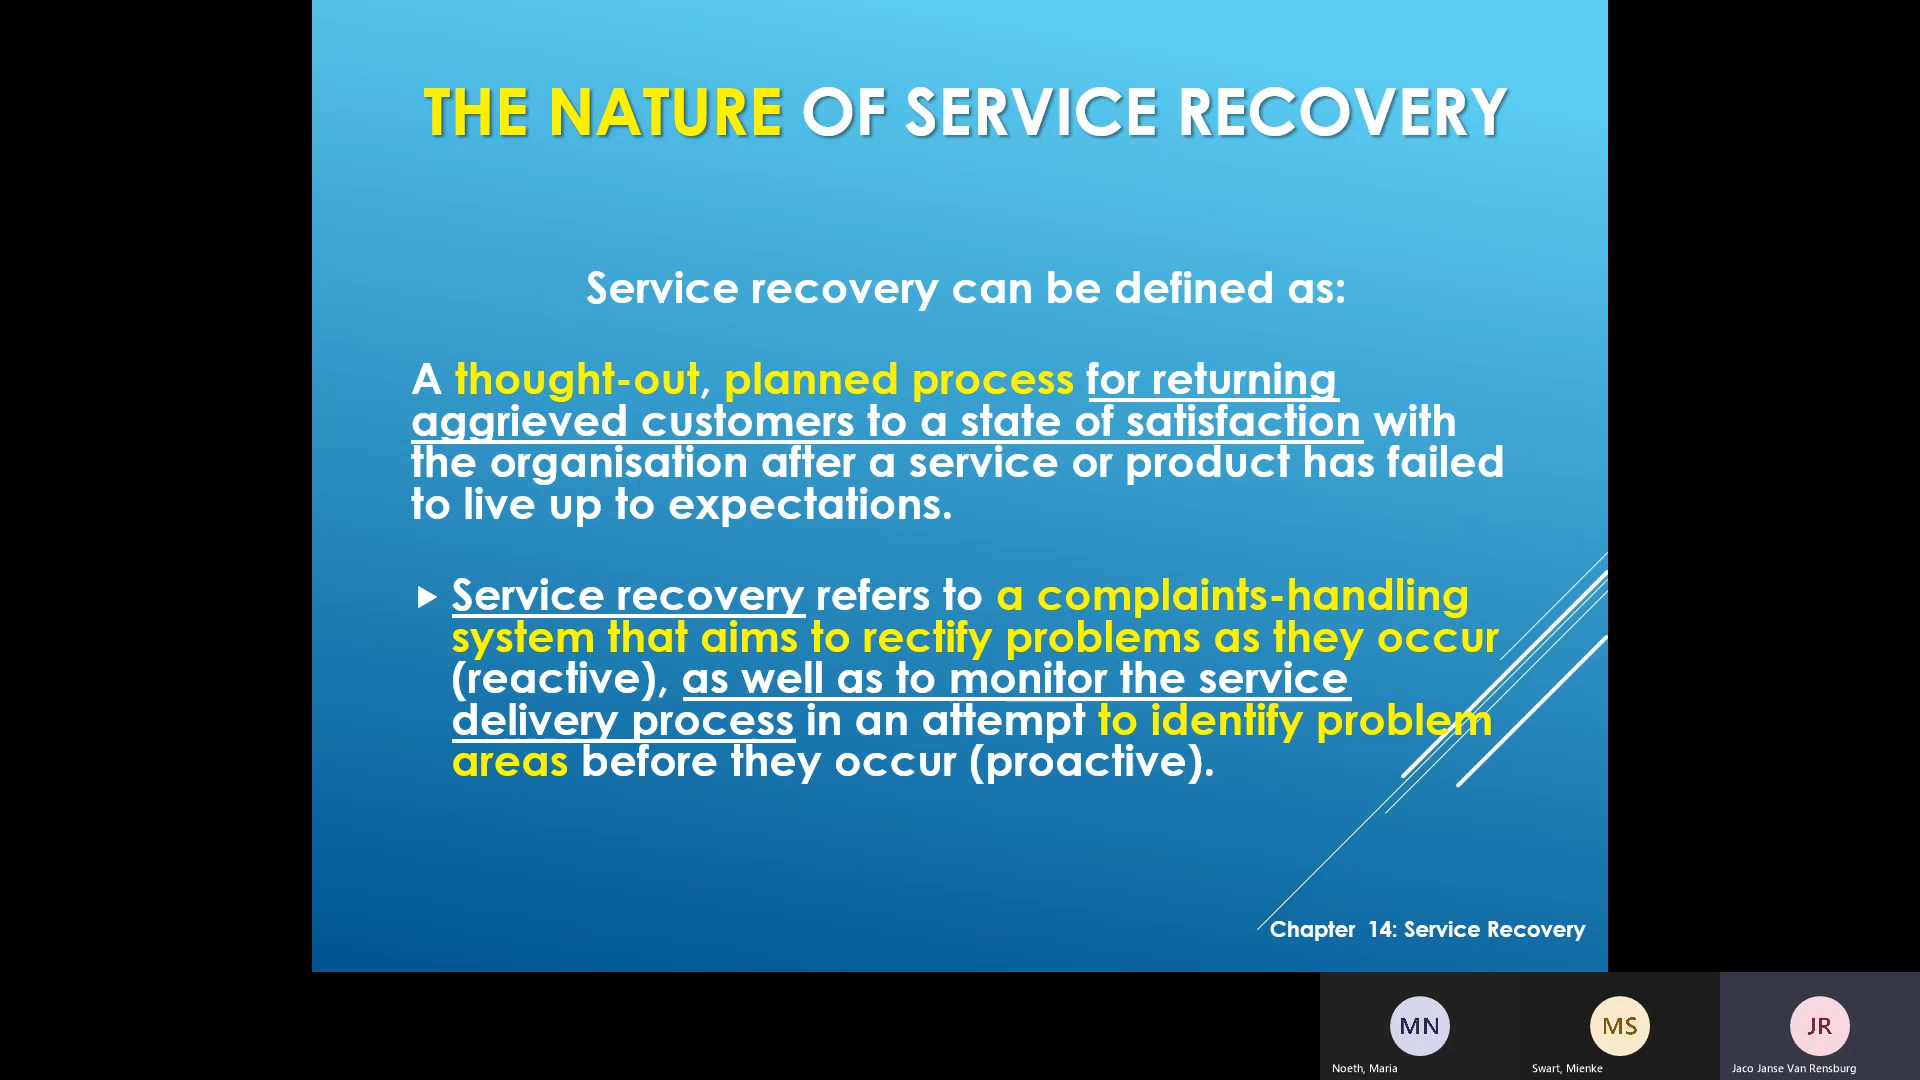 THE NATURE OF SERVICE RECOVERY
Service recovery can be defined as:
A thought-out, planned process for returning
aggrieved customers to a state of satisfaction with
the organisation after a service or product has failed
to live up to expectations.
Service recovery refers to a complaints-handling
system that aims to rectify problems as they occur
(reactive), as well as to monitor the service
delivery process in an attempt to identify problem
areas before they occur (proactive).
Chapter 14: Service Recovery
MN
MS
JR
Noeth, Maria
Swart, Mienke
Jaco Janse Van Rensburg